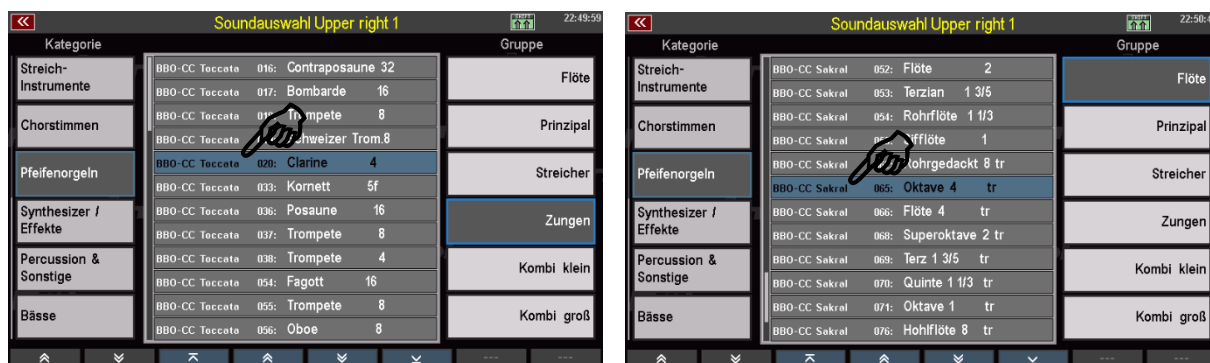 Soundauswahl Upper right 1
22:49:59
Kategorie
Gruppe
Streich-
Instrumente
Chorstimmen
Pfeifenorgeln
Synthesizer /
Effekte
Percussion &
Sonstige
Bässe
BBO-CC Toccata 016: Contraposaune 32
BBO-CC Toccata 017: Bombarde 16
BBO-CC Toccata Trompete 8
BBO-CC Toccata Schweizer Trom.8
BBO-CC Toccata 020: Clarine 4
BBO-CC Toccata 033: Kornett 5f
BBO-CC Toccata 036: Posaune 16
BBO-CC Toccata 037: Trompete 8
BBO-CC Toccata 038: Trompete 4
BBO-CC Toccata 054: Fagott 16
BBO-CC Toccata 055: Trompete 8
BBO-CC Toccata 056: Oboe 8
Flöte
Prinzipal
Streicher
Zungen
Kombi klein
Kombi groß
--- ---
Soundauswahl Upper right 1
22:50:4
Kategorie
Gruppe
Streich-
Instrumente
Chorstimmen
Pfeifenorgeln
Synthesizer /
Effekte
Percussion &
Sonstige
Bässe
BBO-CC Sakral 052: Flöte 2
BBO-CC Sakral 053: Terzian 1 3/5
BBO-CC Sakral 054: Rohrflöte 1 1/3
BBO-CC Sakral Sifflöte 1
BBO-CC Sakral Rohrgedackt 8 tr
BBO-CC Sakral 065: Oktave 4 tr
BBO-CC Sakral 066: Flöte 4 tr
BBO-CC Sakral 068: Superoktave 2 tr
BBO-CC Sakral 069: Terz 1 3/5 tr
BBO-CC Sakral 070: Quinte 1 1/3 tr
BBO-CC Sakral 071: Oktave 1 tr
BBO-CC Sakral 076: Hohlflöte 8 tr
Flöte
Prinzipal
Streicher
Zungen
Kombi klein
Kombi groß
--- ---